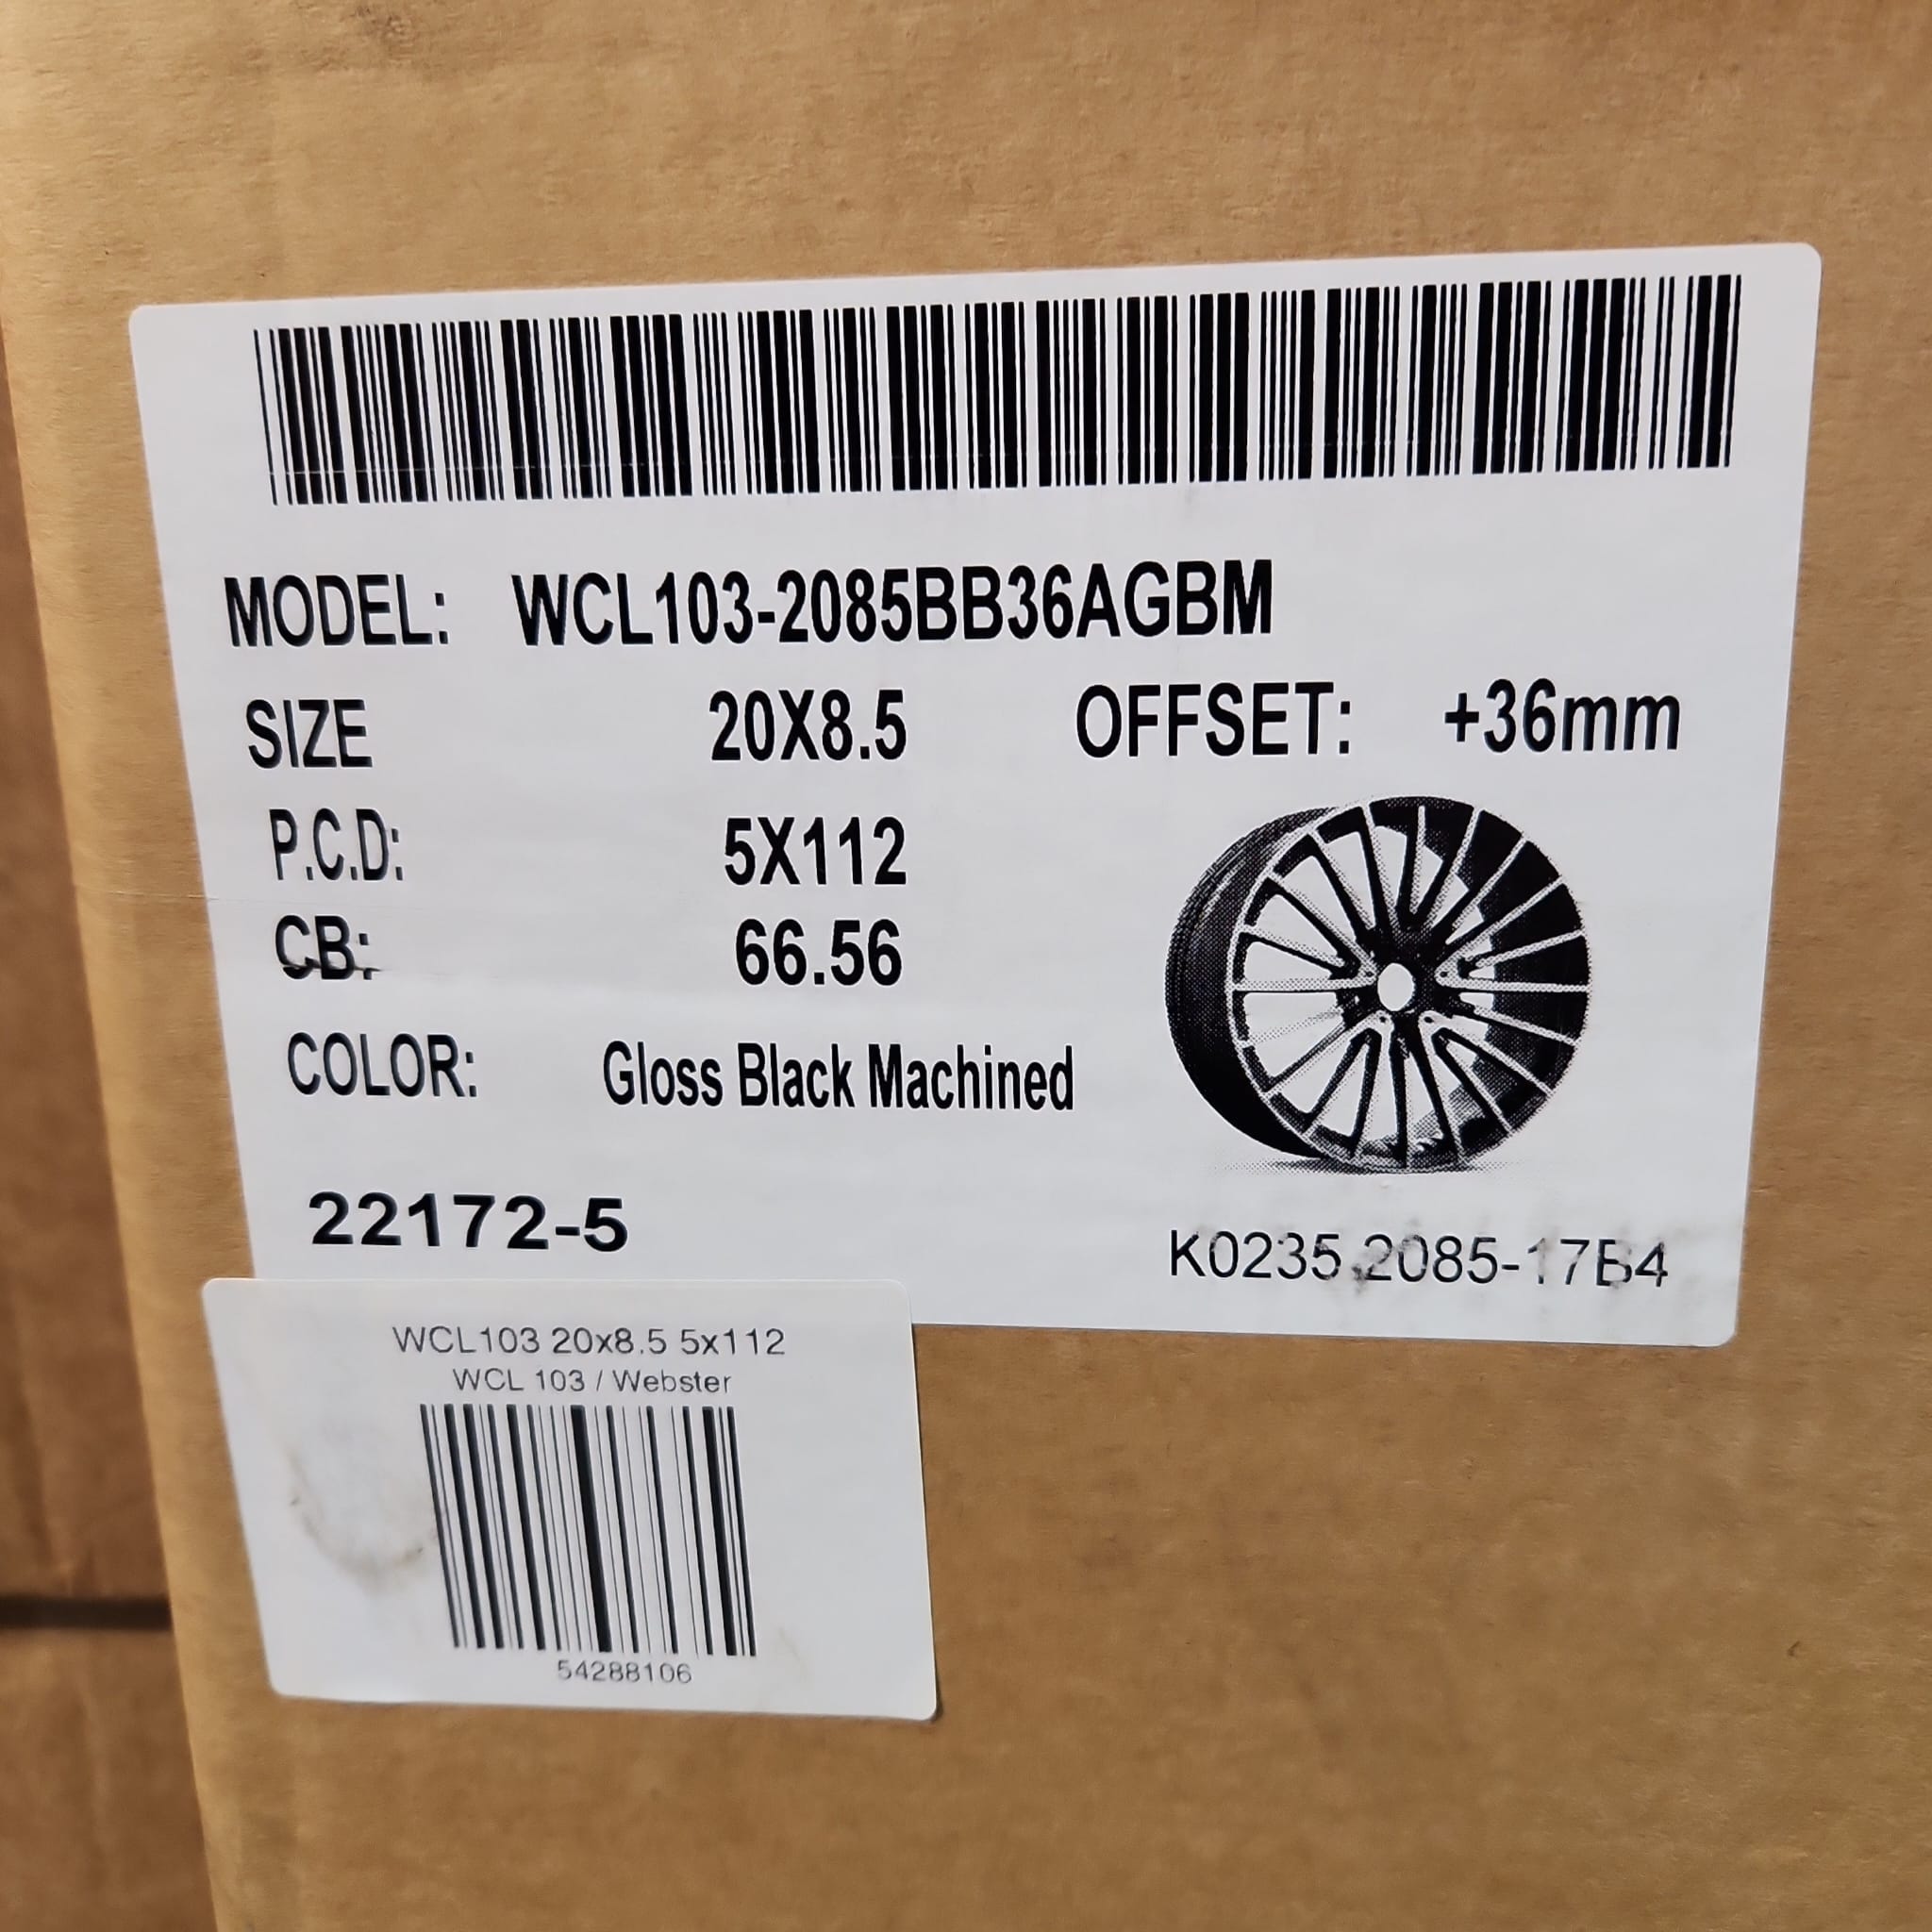 MODEL: WCL103-2085BB36AGBM
SIZE 20X8.5 OFFSET: +36mm
P.C.D: 5X112
CB: 66.56
COLOR: Gloss Black Machined
22172-5
K0235.2085-17B4
WCL103 20x8.5 5x112
WCL 103 / Webster
54288106